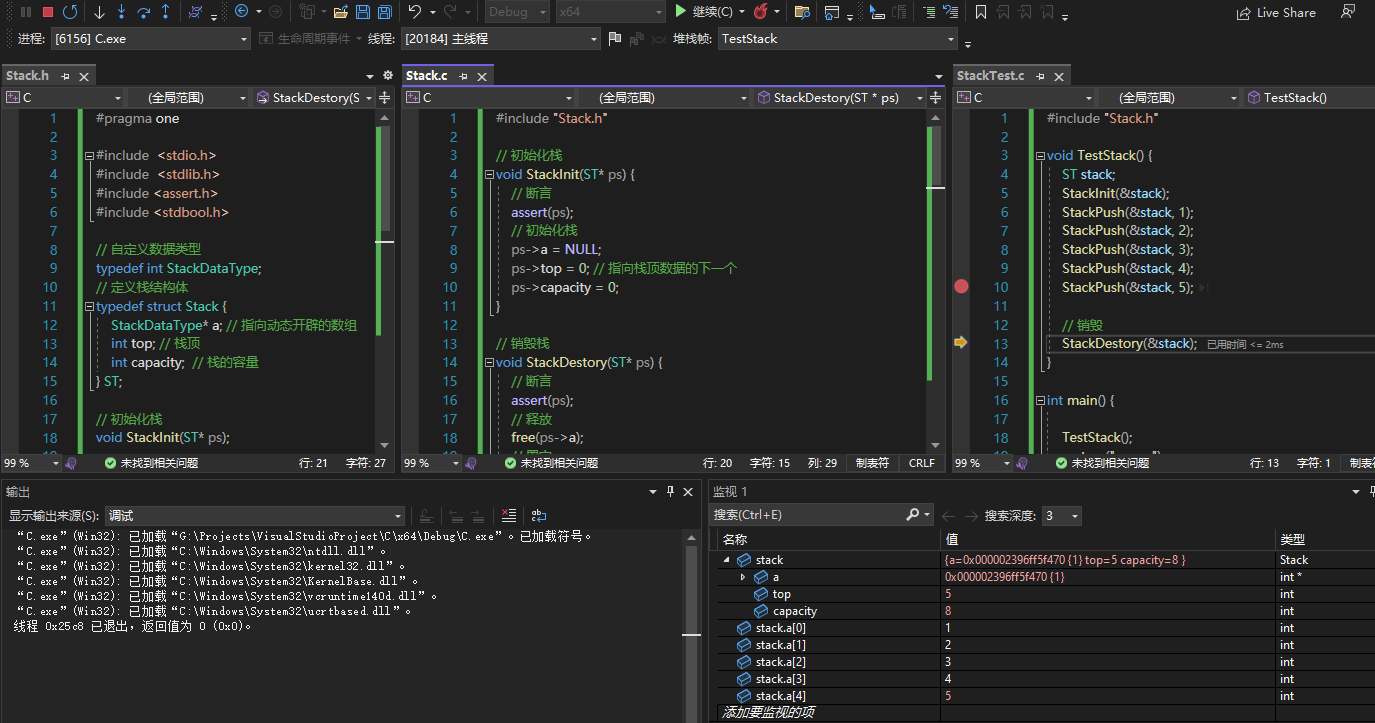 Debug x64 继续(C) Live Share
进程: [6156] C.exe 生命周期事件 线程: [20184] 主线程 堆栈帧: TestStack
Stack.h
C (全局范围) StackDestory(S
1 #pragma one
2
3 #include <stdio.h>
4 #include <stdlib.h>
5 #include <assert.h>
6 #include <stdbool.h>
7
8 // 自定义数据类型
9 typedef int StackDataType;
10 // 定义栈结构体
11 typedef struct Stack {
12 StackDataType* a; // 指向动态开辟的数组
13 int top; // 栈顶
14 int capacity; // 栈的容量
15 } ST;
16
17 // 初始化栈
18 void StackInit(ST* ps);
99 % 未找到相关问题 行: 21 字符: 27
Stack.c
C (全局范围) StackDestory(ST * ps)
1 #include "Stack.h"
2
3 // 初始化栈
4 void StackInit(ST* ps) {
5 // 断言
6 assert(ps);
7 // 初始化栈
8 ps->a = NULL;
9 ps->top = 0; // 指向栈顶数据的下一个
10 ps->capacity = 0;
11 }
12
13 // 销毁栈
14 void StackDestory(ST* ps) {
15 // 断言
16 assert(ps);
17 // 释放
18 free(ps->a);
99 % 未找到相关问题 行: 20 字符: 15 列: 29 制表符 CRLF
StackTest.c
C (全局范围) TestStack()
1 #include "Stack.h"
2
3 void TestStack() {
4 ST stack;
5 StackInit(&stack);
6 StackPush(&stack, 1);
7 StackPush(&stack, 2);
8 StackPush(&stack, 3);
9 StackPush(&stack, 4);
10 StackPush(&stack, 5);
11
12 // 销毁
13 StackDestory(&stack); 已用时间 <= 2ms
14 }
15
16 int main() {
17
18 TestStack();
99 % 未找到相关问题 行: 13 字符: 1 制表
输出
显示输出来源(S): 调试
“C.exe”(Win32): 已加载“G:\Projects\VisualStudioProject\C\x64\Debug\C.exe”。已加载符号。
“C.exe”(Win32): 已加载“C:\Windows\System32\ntdll.dll”。
“C.exe”(Win32): 已加载“C:\Windows\System32\kernel32.dll”。
“C.exe”(Win32): 已加载“C:\Windows\System32\KernelBase.dll”。
“C.exe”(Win32): 已加载“C:\Windows\System32\vcruntime140d.dll”。
“C.exe”(Win32): 已加载“C:\Windows\System32\ucrtbased.dll”。
线程 0x25c8 已退出，返回值为 0 (0x0)。
监视 1
搜索(Ctrl+E) 搜索深度: 3
名称 值 类型
stack {a=0x000002396ff5f470 {1} top=5 capacity=8 } Stack
a 0x000002396ff5f470 {1} int *
top 5 int
capacity 8 int
stack.a[0] 1 int
stack.a[1] 2 int
stack.a[2] 3 int
stack.a[3] 4 int
stack.a[4] 5 int
添加要监视的项